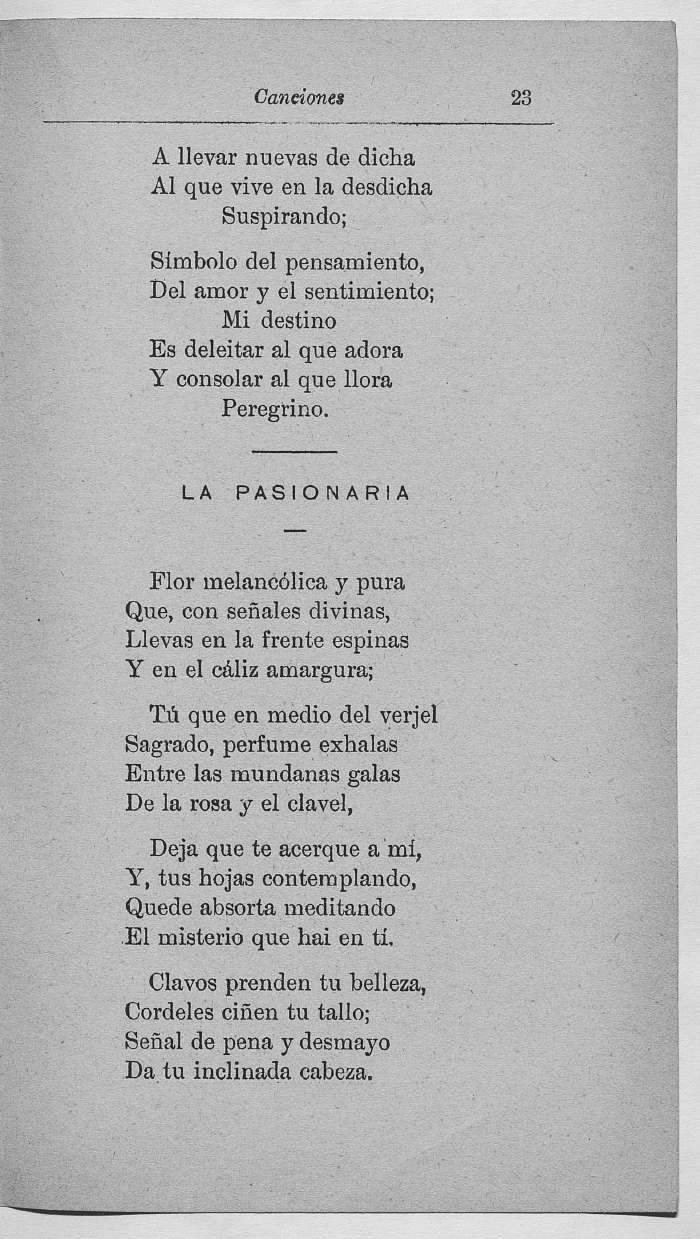 Canciones 23
A llevar nuevas de dicha
Al que vive en la desdicha
Suspirando;
Símbolo del pensamiento,
Del amor y el sentimiento;
Mi destino
Es deleitar al que adora
Y consolar al que llora
Peregrino.
LA PASIONARIA
Flor melancólica y pura
Que, con señales divinas,
Llevas en la frente espinas
Y en el cáliz amargura;
Tú que en medio del verjel
Sagrado, perfume exhalas
Entre las mundanas galas
De la rosa y el clavel,
Deja que te acerque a mí,
Y, tus hojas contemplando,
Quede absorta meditando
El misterio que hai en tí.
Clavos prenden tu belleza,
Cordeles ciñen tu tallo;
Señal de pena y desmayo
Da tu inclinada cabeza.